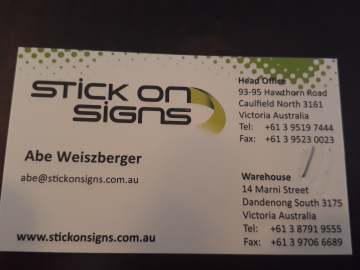 STICK ON
SIGNS
Head Office
93-95 Hawthorn Road
Caulfield North 3161
Victoria Australia
Tel: +61 3 9519 7444
Fax: +61 3 9523 0023
Abe Weiszberger
abe@stickonsigns.com.au
Warehouse
14 Marni Street
Dandenong South 3175
Victoria Australia
Tel: +61 3 8791 9555
Fax: +61 3 9706 6689
www.stickonsigns.com.au